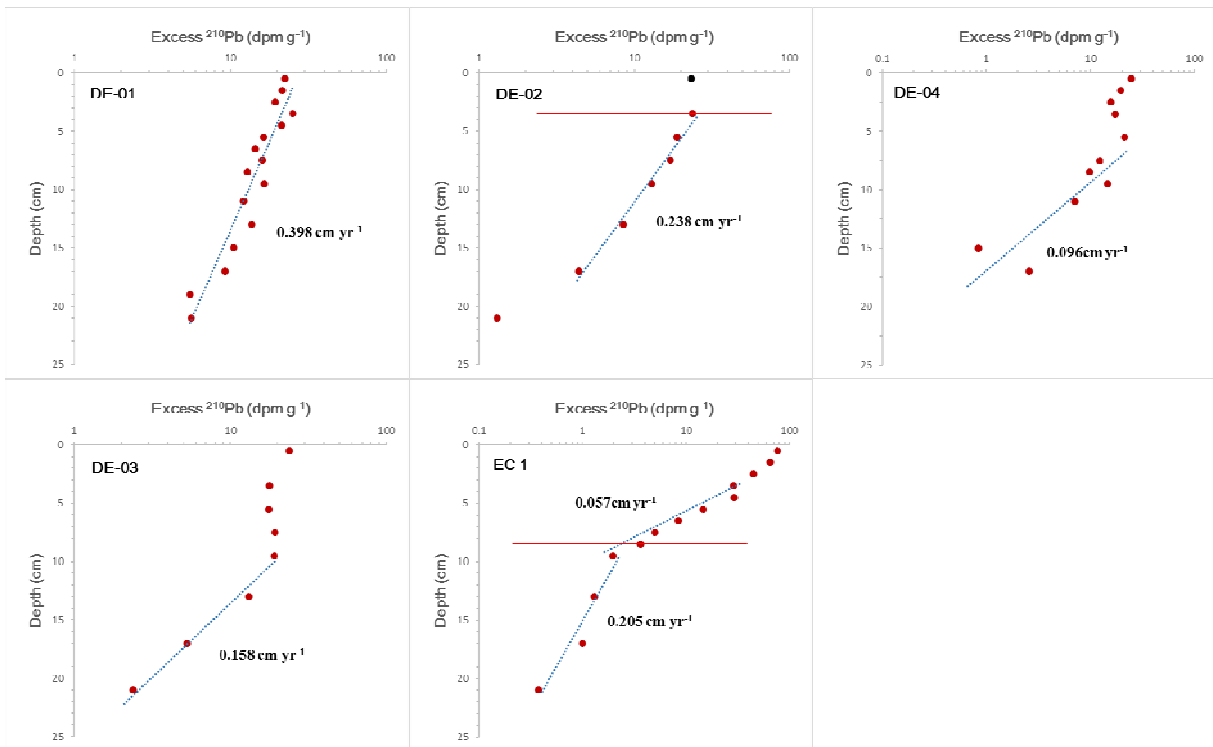 Excess ²¹⁰Pb (dpm g⁻¹)
1 10 100
0
5
10
15
20
25
Depth (cm)
DE-01
0.398 cm yr⁻¹
Excess ²¹⁰Pb (dpm g⁻¹)
1 10 100
0
5
10
15
20
25
Depth (cm)
DE-02
0.238 cm yr⁻¹
Excess ²¹⁰Pb (dpm g⁻¹)
0.1 1 10 100
0
5
10
15
20
25
Depth (cm)
DE-04
0.096cm yr⁻¹
Excess ²¹⁰Pb (dpm g⁻¹)
1 10 100
0
5
10
15
20
25
Depth (cm)
DE-03
0.158 cm yr⁻¹
Excess ²¹⁰Pb (dpm g⁻¹)
0.1 1 10 100
0
5
10
15
20
25
Depth (cm)
EC 1
0.057cm yr⁻¹
0.205 cm yr⁻¹